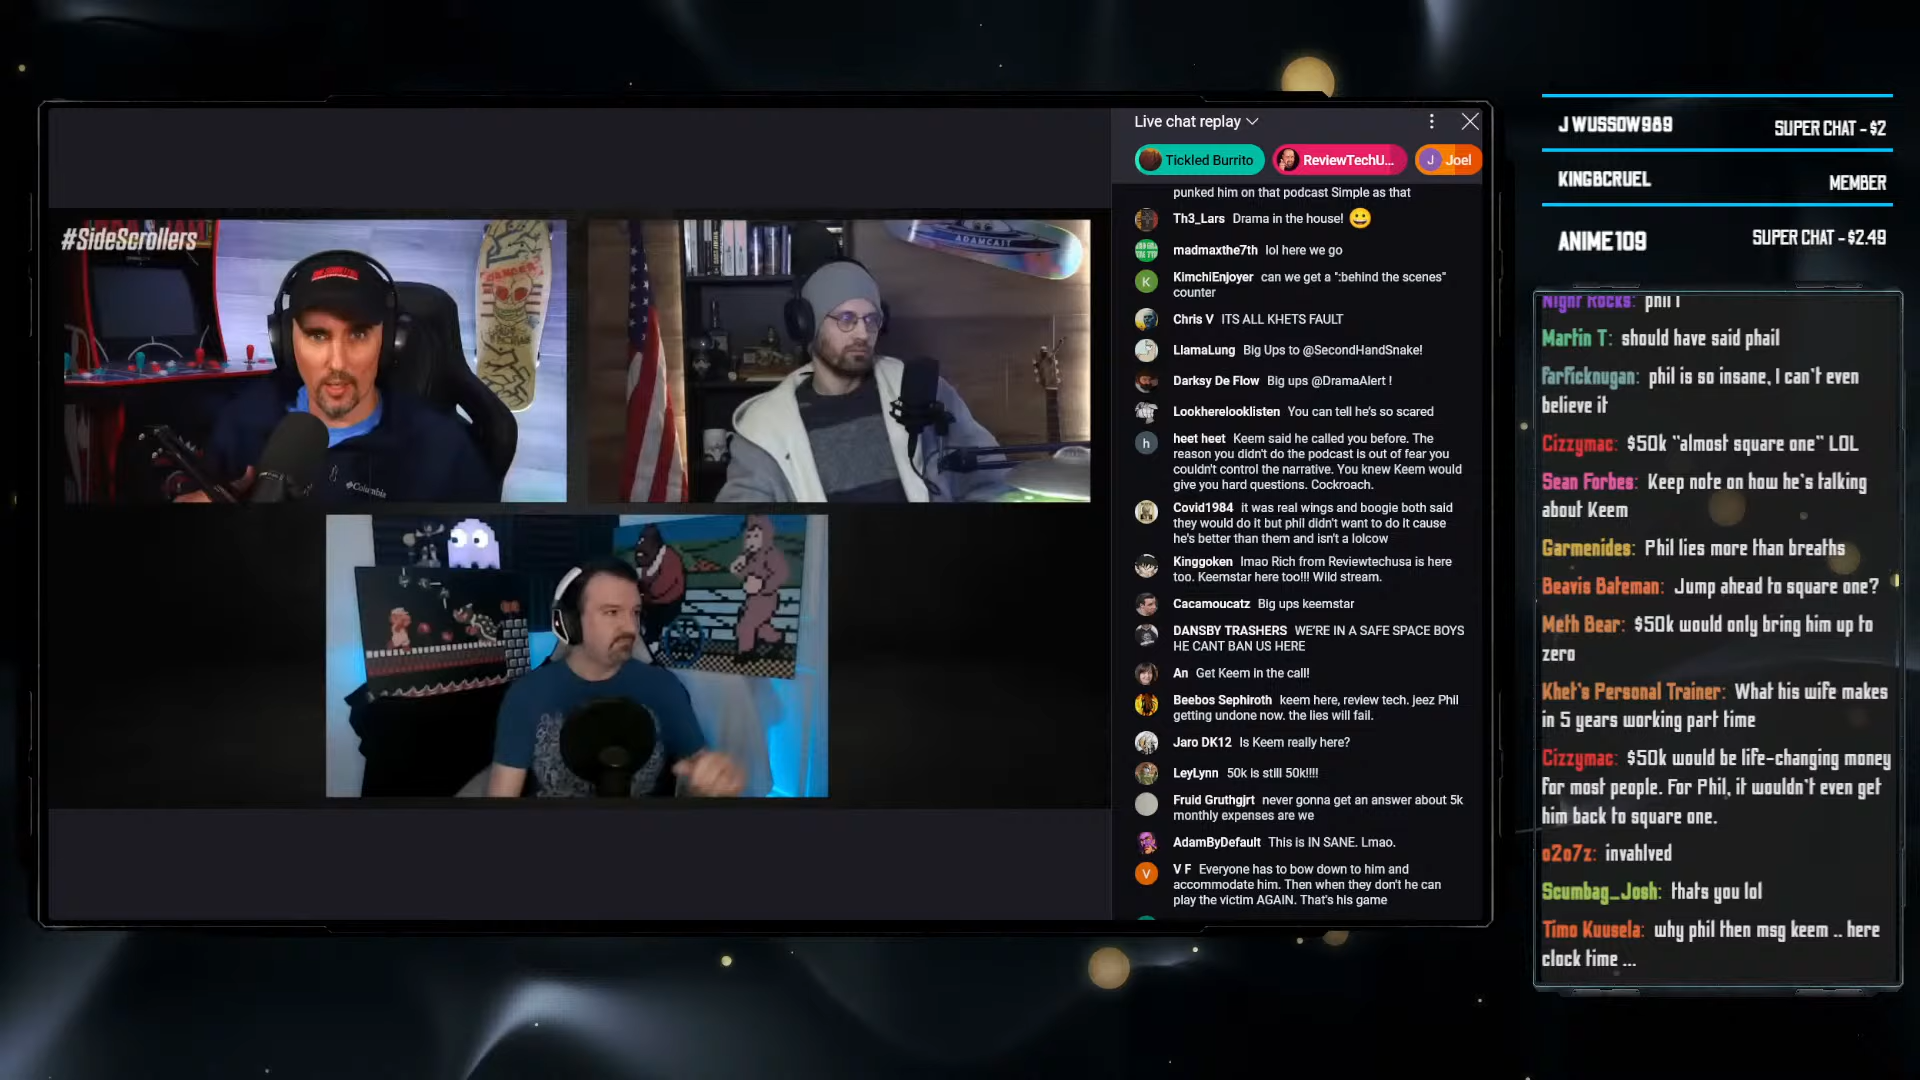 #SideScrollers
ADAMCAIT
DANGER
Columbia
Live chat replay
Tickled Burrito
ReviewTechU...
J
Joel
punked him on that podcast Simple as that
Th3_Lars Drama in the house! 😀
madmaxthe7th lol here we go
K
KimchiEnjoyer can we get a ":behind the scenes"
counter
Chris V ITS ALL KHETS FAULT
LlamaLung Big Ups to @SecondHandSnake!
Darksy De Flow Big ups @DramaAlert !
Lookherelooklisten You can tell he's so scared
h
heet heet Keem said he called you before. The
reason you didn't do the podcast is out of fear you
couldn't control the narrative. You knew Keem would
give you hard questions. Cockroach.
Covid1984 it was real wings and boogie both said
they would do it but phil didn't want to do it cause
he's better than them and isn't a lolcow
Kinggoken lmao Rich from Reviewtechusa is here
too. Keemstar here too!!! Wild stream.
Cacamoucatz Big ups keemstar
DANSBY TRASHERS WE'RE IN A SAFE SPACE BOYS
HE CANT BAN US HERE
An Get Keem in the call!
Beebos Sephiroth keem here, review tech. jeez Phil
getting undone now. the lies will fail.
Jaro DK12 Is Keem really here?
LeyLynn 50k is still 50k!!!!
Fruid Gruthgjrt never gonna get an answer about 5k
monthly expenses are we
AdamByDefault This is IN SANE. Lmao.
V
V F Everyone has to bow down to him and
accommodate him. Then when they don't he can
play the victim AGAIN. That's his game
J WUSSOW989 SUPER CHAT - $2
KINGBCRUEL MEMBER
ANIME109 SUPER CHAT - $2.49
Night Rocks: phil I
Martin T: should have said phail
farficknugan: phil is so insane, I can't even
believe it
Cizzymac: $50k "almost square one" LOL
Sean Forbes: Keep note on how he's talking
about Keem
Garmenides: Phil lies more than breaths
Beavis Bateman: Jump ahead to square one?
Meth Bear: $50k would only bring him up to
zero
Khet's Personal Trainer: What his wife makes
in 5 years working part time
Cizzymac: $50k would be life-changing money
for most people. For Phil, it wouldn't even get
him back to square one.
o2o7z: invahlved
Scumbag_Josh: thats you lol
Timo Kuusela: why phil then msg keem .. here
clock time ...